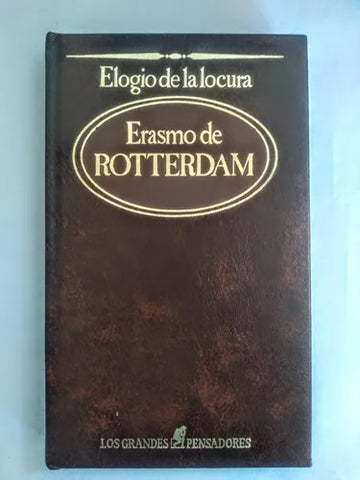 Elogio de la locura
Erasmo de
ROTTERDAM
LOS GRANDES PENSADORES